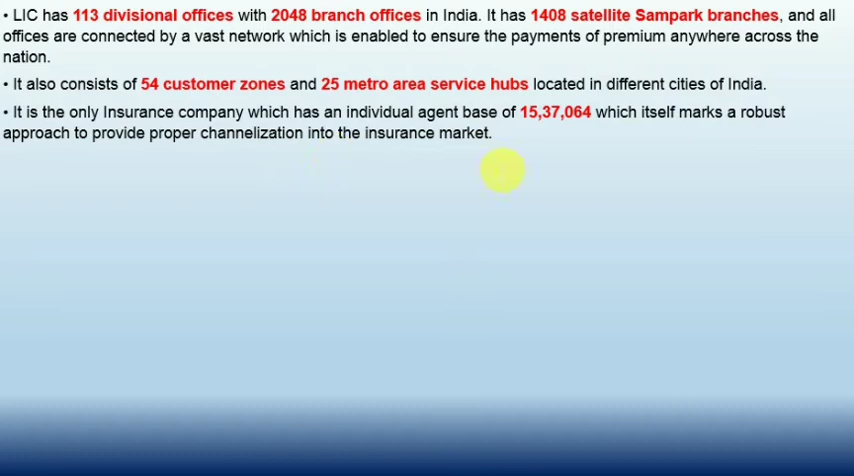 • LIC has 113 divisional offices with 2048 branch offices in India. It has 1408 satellite Sampark branches, and all
offices are connected by a vast network which is enabled to ensure the payments of premium anywhere across the
nation.
• It also consists of 54 customer zones and 25 metro area service hubs located in different cities of India.
• It is the only Insurance company which has an individual agent base of 15,37,064 which itself marks a robust
approach to provide proper channelization into the insurance market.